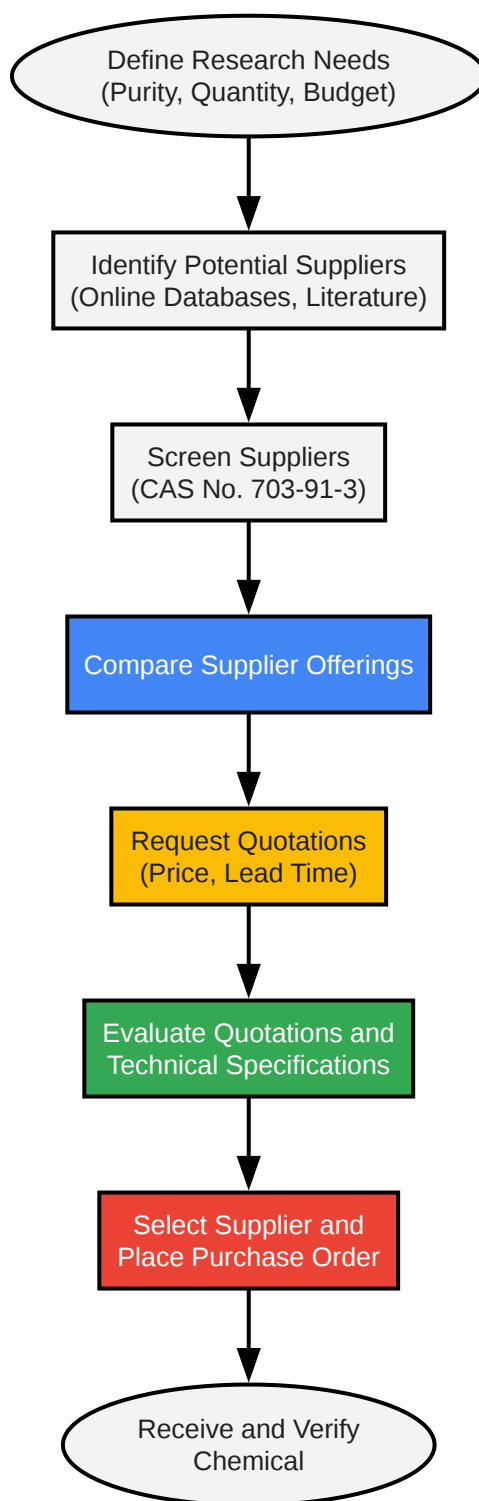 Define Research Needs
(Purity, Quantity, Budget)
Identify Potential Suppliers
(Online Databases, Literature)
Screen Suppliers
(CAS No. 703-91-3)
Compare Supplier Offerings
Request Quotations
(Price, Lead Time)
Evaluate Quotations and
Technical Specifications
Select Supplier and
Place Purchase Order
Receive and Verify
Chemical